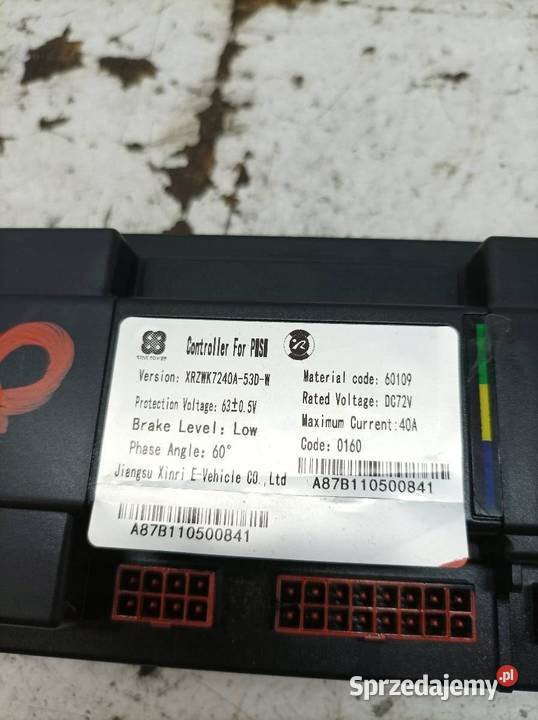 Controller For PMSM
Version: XRZWK7240A-53D-W
Material code: 60109
Protection Voltage: 63±0.5V
Rated Voltage: DC72V
Brake Level: Low
Maximum Current: 40A
Phase Angle: 60°
Code: 0160
Jiangsu Xinri E-Vehicle CO.,Ltd
A87B110500841
A87B110500841
Sprzedajemy.pl